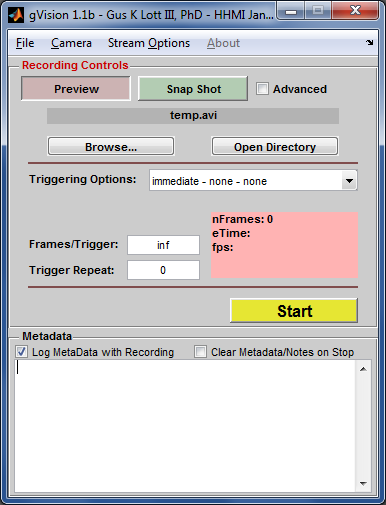 gVision 1.1b - Gus K Lott III, PhD - HHMI Jan...
File Camera Stream Options About
Recording Controls
Preview Snap Shot Advanced
temp.avi
Browse... Open Directory
Triggering Options: immediate - none - none
nFrames: 0
eTime:
Frames/Trigger: inf fps:
Trigger Repeat: 0
Start
Metadata
Log MetaData with Recording Clear Metadata/Notes on Stop